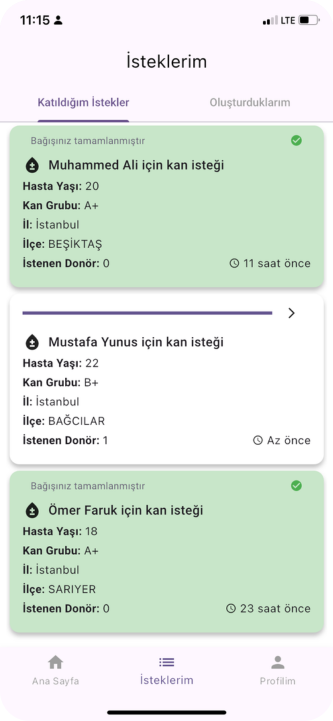 11:15
LTE
İsteklerim
Katıldığım İstekler
Oluşturduklarım
Bağışınız tamamlanmıştır
Muhammed Ali için kan isteği
Hasta Yaşı: 20
Kan Grubu: A+
İl: İstanbul
İlçe: BEŞİKTAŞ
İstenen Donör: 0 11 saat önce
Mustafa Yunus için kan isteği
Hasta Yaşı: 22
Kan Grubu: B+
İl: İstanbul
İlçe: BAĞCILAR
İstenen Donör: 1 Az önce
Bağışınız tamamlanmıştır
Ömer Faruk için kan isteği
Hasta Yaşı: 18
Kan Grubu: A+
İl: İstanbul
İlçe: SARIYER
İstenen Donör: 0 23 saat önce
Ana Sayfa
İsteklerim
Profilim